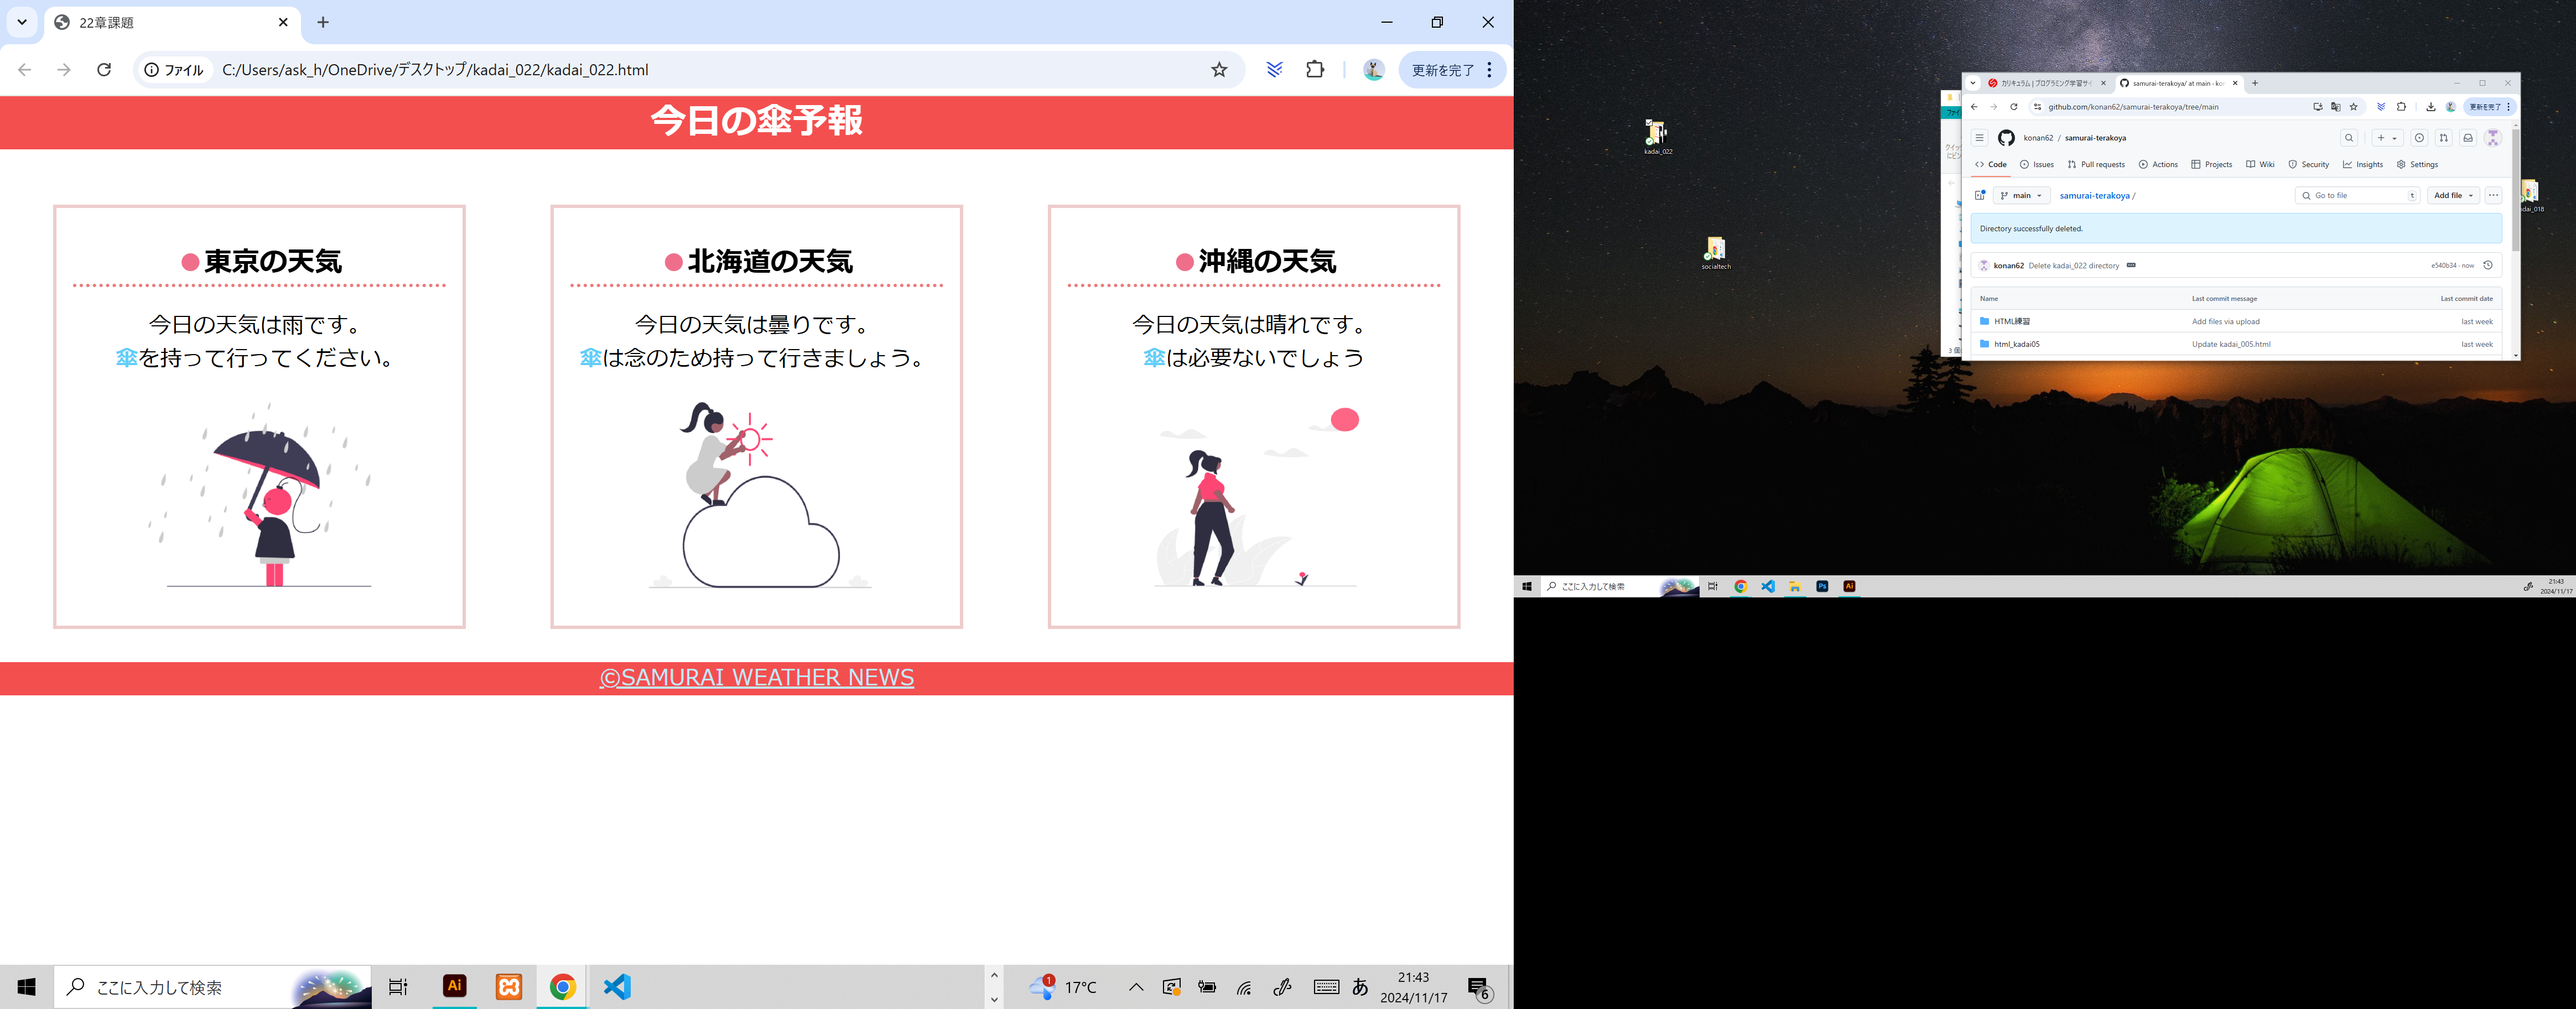 22章課題
ファイル
C:/Users/ask_h/OneDrive/デスクトップ/kadai_022/kadai_022.html
更新を完了
今日の傘予報
東京の天気
今日の天気は雨です。
傘を持って行ってください。
北海道の天気
今日の天気は曇りです。
傘は念のため持って行きましょう。
沖縄の天気
今日の天気は晴れです。
傘は必要ないでしょう
©SAMURAI WEATHER NEWS
ここに入力して検索
Ai
1
17°C
あ
21:43
2024/11/17
6
kadai_022
socialtech
カリキュラム | プログラミング学習サイ
samurai-terakoya/ at main · ko
github.com/konan62/samurai-terakoya/tree/main
更新を完了
konan62 / samurai-terakoya
Code
Issues
Pull requests
Actions
Projects
Wiki
Security
Insights
Settings
main
samurai-terakoya /
Go to file
t
Add file
Directory successfully deleted.
konan62 Delete kadai_022 directory
e540b34 · now
Name
Last commit message
Last commit date
HTML練習
Add files via upload
last week
html_kadai05
Update kadai_005.html
last week
ここに入力して検索
Ps
Ai
21:43
2024/11/17